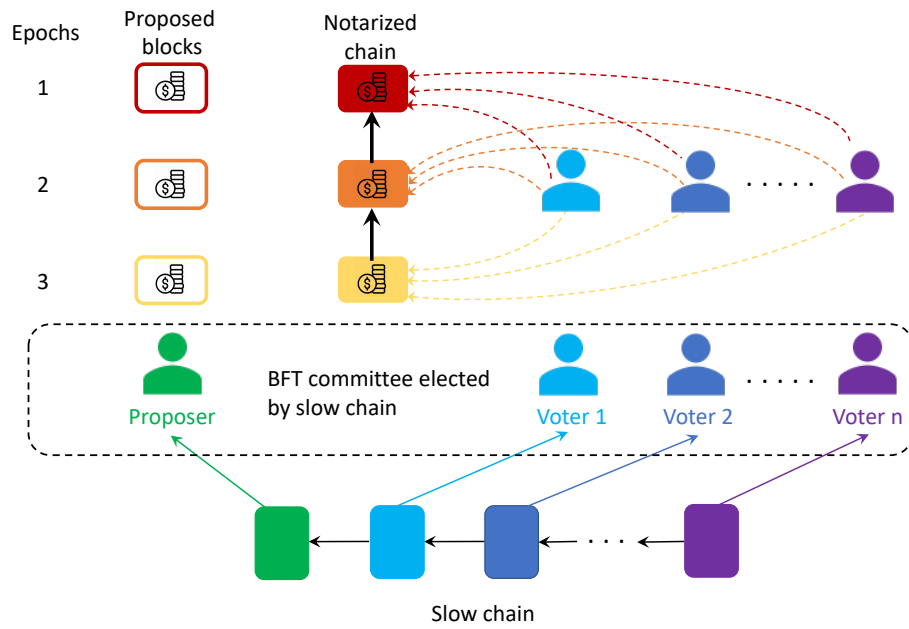 Epochs
Proposed
blocks
Notarized
chain
1
$
$
2
$
$
. . . . .
3
$
$
BFT committee elected
by slow chain
. . . . .
Proposer
Voter 1
Voter 2
Voter n
. . .
Slow chain